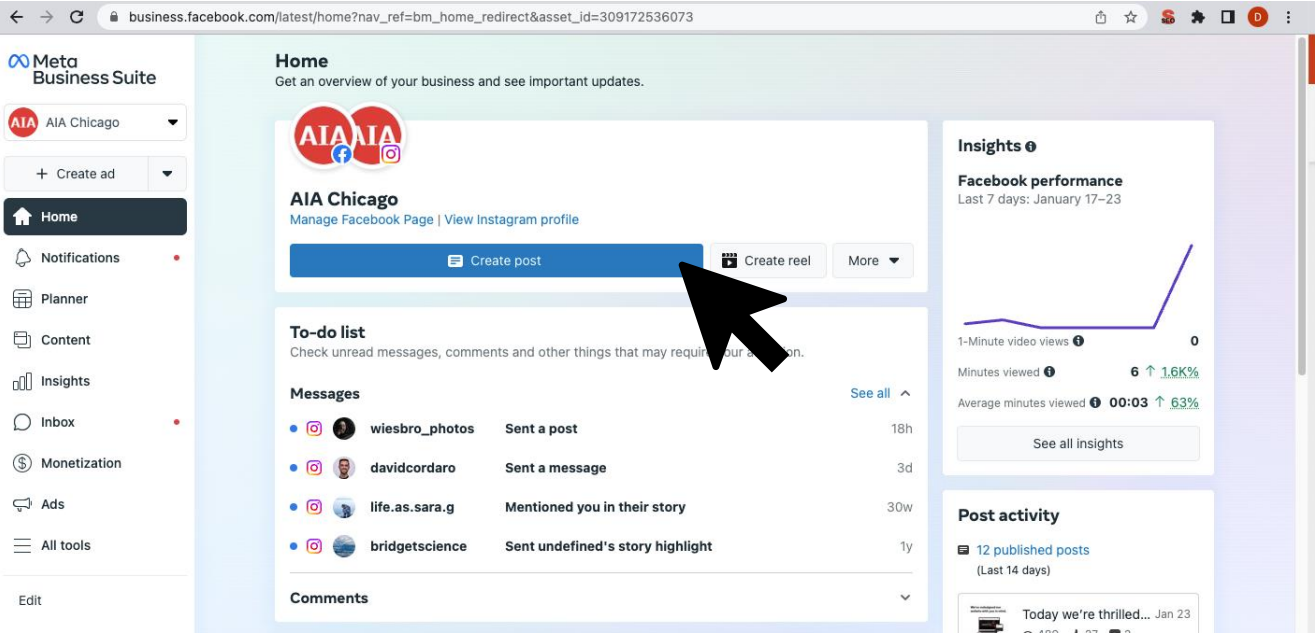 business.facebook.com/latest/home?nav_ref=bm_home_redirect&asset_id=309172536073
D
Meta
Business Suite
AIA AIA Chicago
+ Create ad
Home
Notifications
Planner
Content
Insights
Inbox
Monetization
Ads
All tools
Edit
Home
Get an overview of your business and see important updates.
AIA AIA
AIA Chicago
Manage Facebook Page | View Instagram profile
Create post
Create reel
More
To-do list
Check unread messages, comments and other things that may require your on.
Messages
See all
wiesbro_photos Sent a post 18h
davidcordaro Sent a message 3d
life.as.sara.g Mentioned you in their story 30w
bridgetscience Sent undefined's story highlight 1y
Comments
Insights
Facebook performance
Last 7 days: January 17–23
1-Minute video views 0
Minutes viewed 6 ↑ 1.6K%
Average minutes viewed 00:03 ↑ 63%
See all insights
Post activity
12 published posts
(Last 14 days)
Today we're thrilled... Jan 23